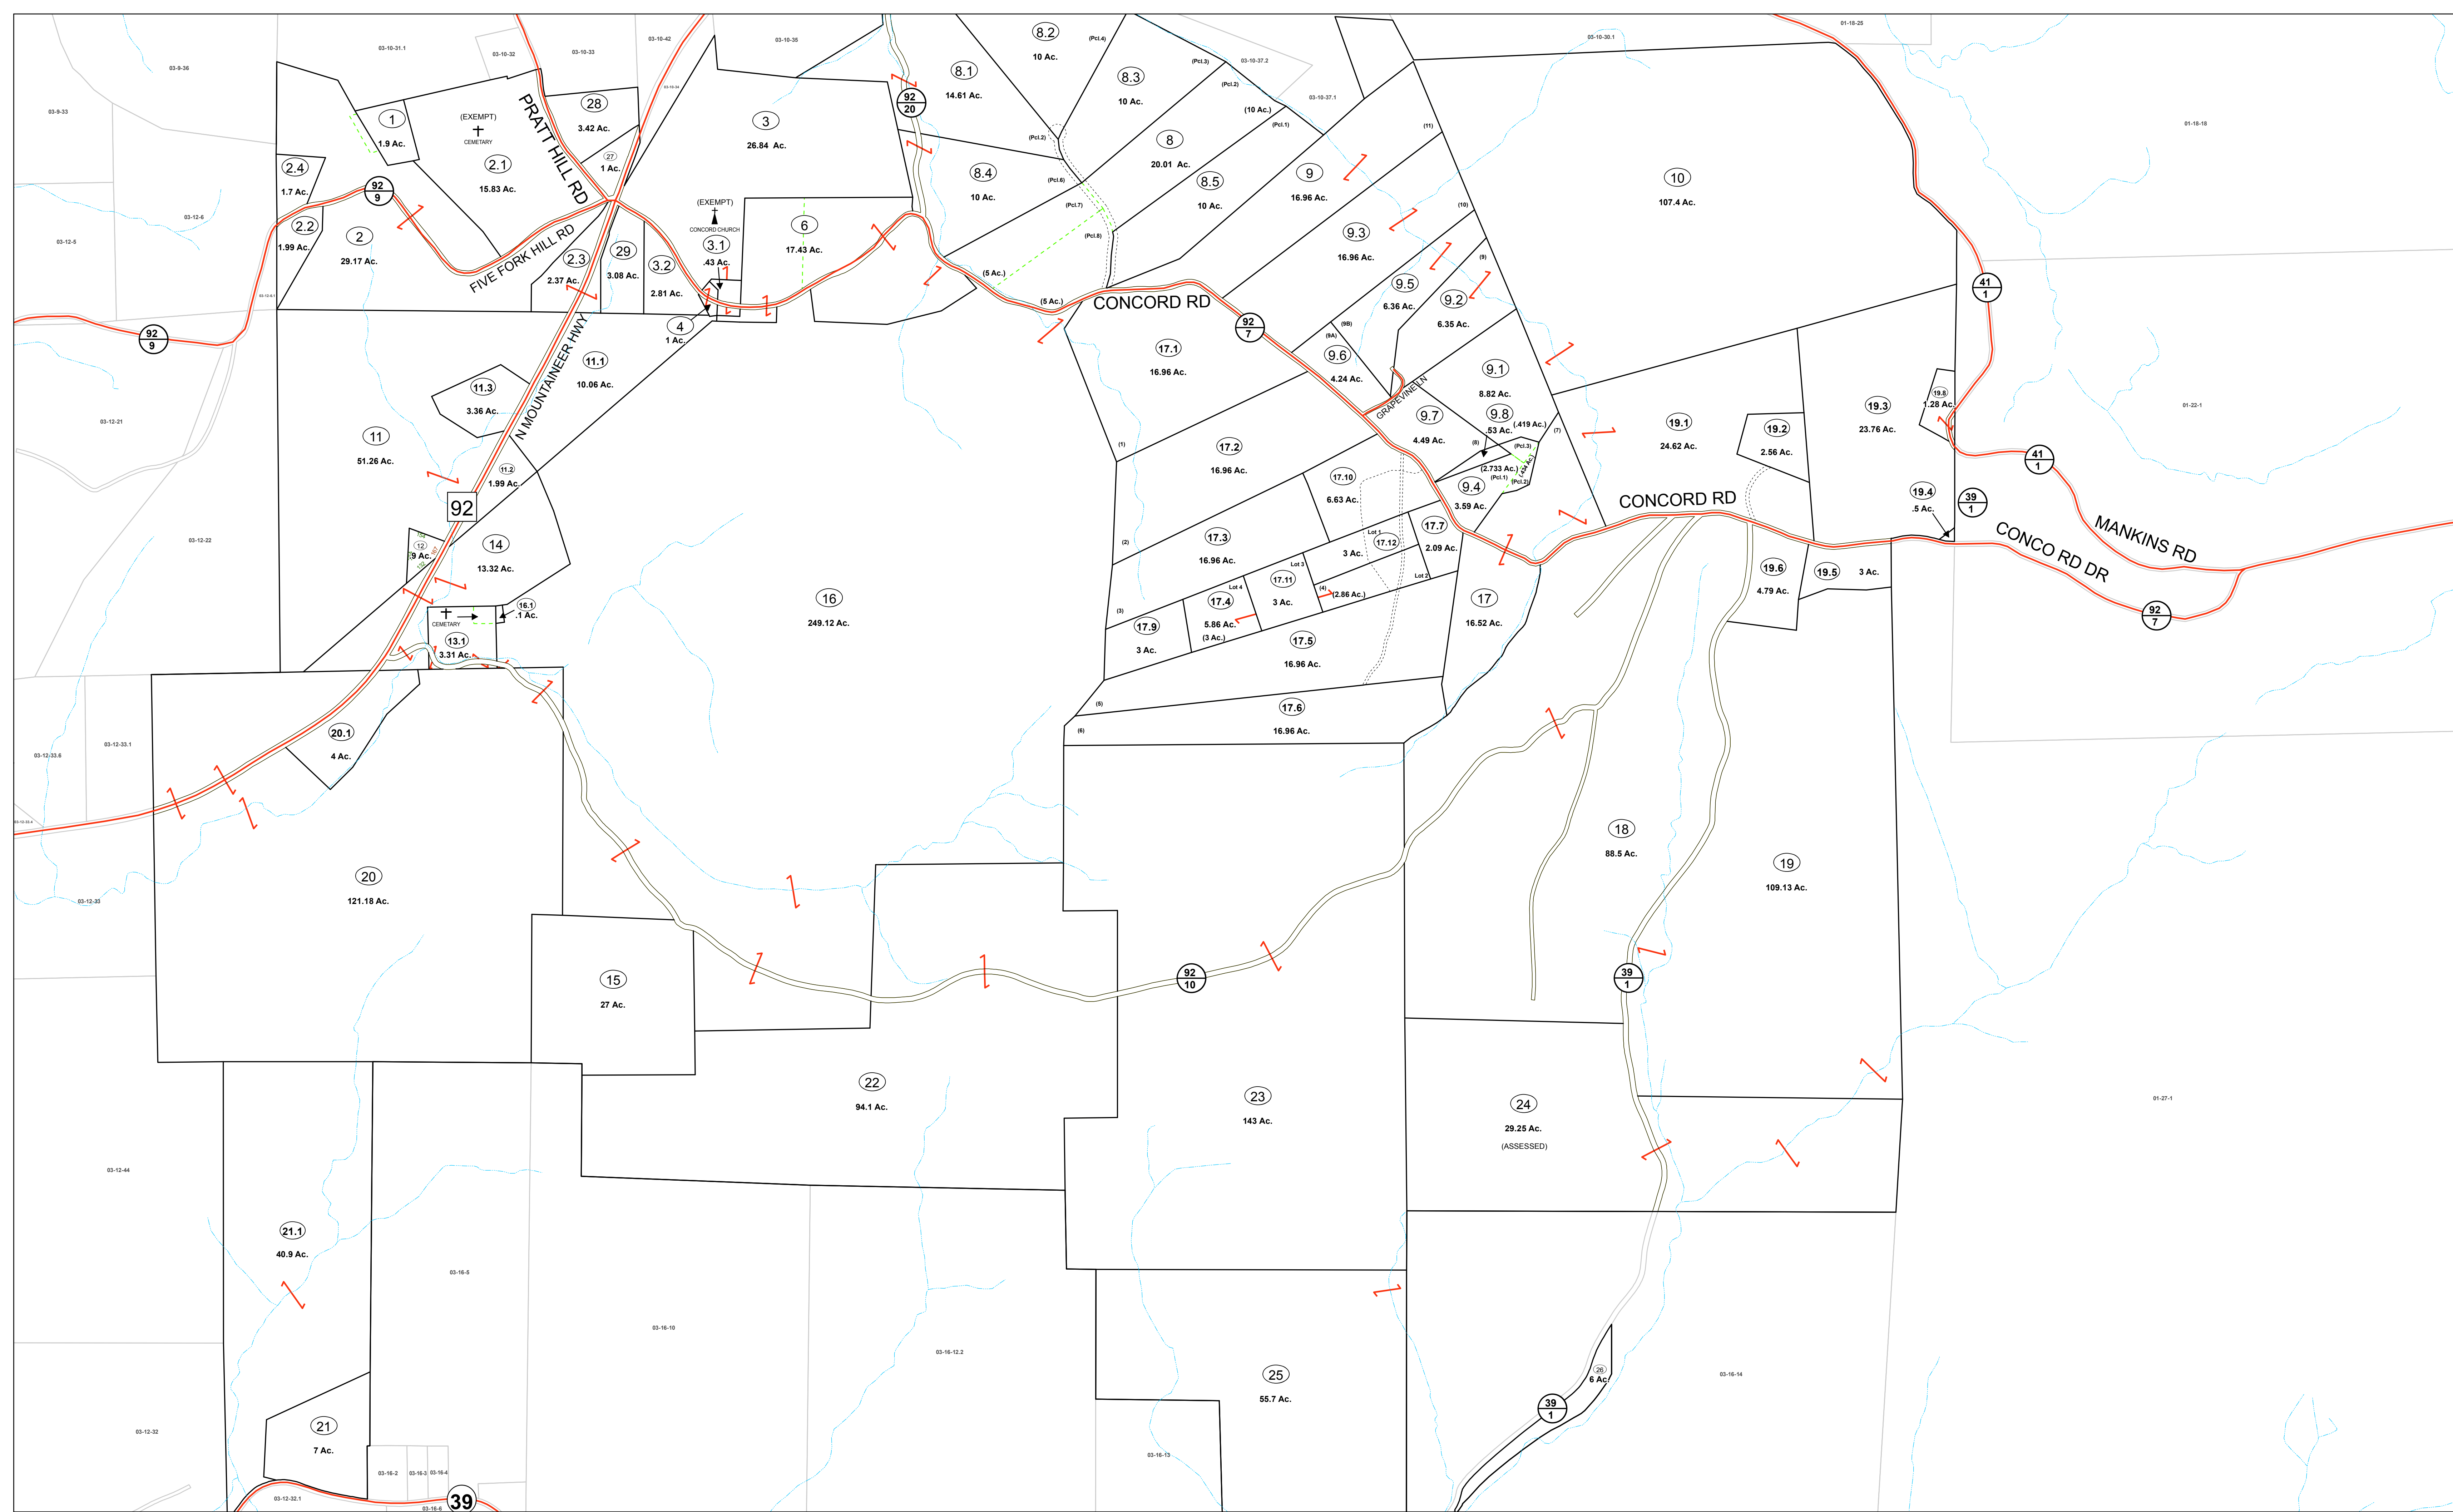 03-10-31.1
03-10-32
03-10-33
03-10-42
03-10-35
8.2
10 Ac.
(Pcl.4)
03-10-30.1
01-18-25
03-9-36
03-9-33
03-10-34
8.1
14.61 Ac.
8.3
10 Ac.
(Pcl.3)
(Pcl.2)
03-10-37.2
03-10-37.1
(10 Ac.)
(Pcl.1)
01-18-18
1
1.9 Ac.
(EXEMPT)
CEMETARY
2.1
15.83 Ac.
PRATT HILL RD
28
3.42 Ac.
27
1 Ac.
3
26.84 Ac.
92
20
(Pcl.2)
8
20.01 Ac.
(11)
2.4
1.7 Ac.
92
9
8.4
10 Ac.
(Pcl.6)
(Pcl.7)
(Pcl.8)
8.5
10 Ac.
9
16.96 Ac.
10
107.4 Ac.
03-12-6
03-12-5
2.2
1.99 Ac.
2
29.17 Ac.
FIVE FORK HILL RD
2.3
2.37 Ac.
29
3.08 Ac.
3.2
2.81 Ac.
(EXEMPT)
CONCORD CHURCH
3.1
.43 Ac.
6
17.43 Ac.
(10)
9.3
16.96 Ac.
(9)
03-12-6.1
4
1 Ac.
(5 Ac.)
(5 Ac.)
CONCORD RD
92
7
9.5
6.36 Ac.
9.2
6.35 Ac.
41
1
92
9
N MOUNTAINEER HWY
11.1
10.06 Ac.
17.1
16.96 Ac.
(9B)
(9A)
9.6
4.24 Ac.
9.1
8.82 Ac.
GRAPEVINE LN
11.3
3.36 Ac.
19.3
23.76 Ac.
19.8
1.28 Ac.
01-22-1
03-12-21
11
51.26 Ac.
(1)
17.2
16.96 Ac.
9.7
4.49 Ac.
9.8
.53 Ac.
(.419 Ac.)
(8)
(7)
(Pcl.3)
(.434 Ac.)
19.1
24.62 Ac.
19.2
2.56 Ac.
41
1
11.2
1.99 Ac.
17.10
6.63 Ac.
(2.733 Ac.)
(Pcl.1)
(Pcl.2)
9.4
3.59 Ac.
92
CONCORD RD
19.4
.5 Ac.
39
1
MANKINS RD
CONCO RD DR
03-12-22
12
.9 Ac.
132
14
13.32 Ac.
(2)
17.3
16.96 Ac.
Lot 1
3 Ac.
17.12
17.7
2.09 Ac.
Lot 3
Lot 2
19.6
4.79 Ac.
19.5
3 Ac.
16
249.12 Ac.
17.11
3 Ac.
(4)
(2.86 Ac.)
Lot 4
17.4
5.86 Ac.
(3 Ac.)
17
16.52 Ac.
92
7
CEMETARY
16.1
.1 Ac.
13.1
3.31 Ac.
(3)
17.9
3 Ac.
17.5
16.96 Ac.
(5)
17.6
16.96 Ac.
(6)
20.1
4 Ac.
03-12-33.6
03-12-33.1
03-12-33.4
18
88.5 Ac.
19
109.13 Ac.
20
121.18 Ac.
03-12-33
15
27 Ac.
92
10
39
1
22
94.1 Ac.
23
143 Ac.
24
29.25 Ac.
(ASSESSED)
01-27-1
03-12-44
21.1
40.9 Ac.
03-16-5
03-16-10
03-16-12.2
25
55.7 Ac.
26
6 Ac.
03-16-14
39
1
03-12-32
21
7 Ac.
03-16-2
03-16-3
03-16-4
03-16-13
03-12-32.1
39
03-16-6